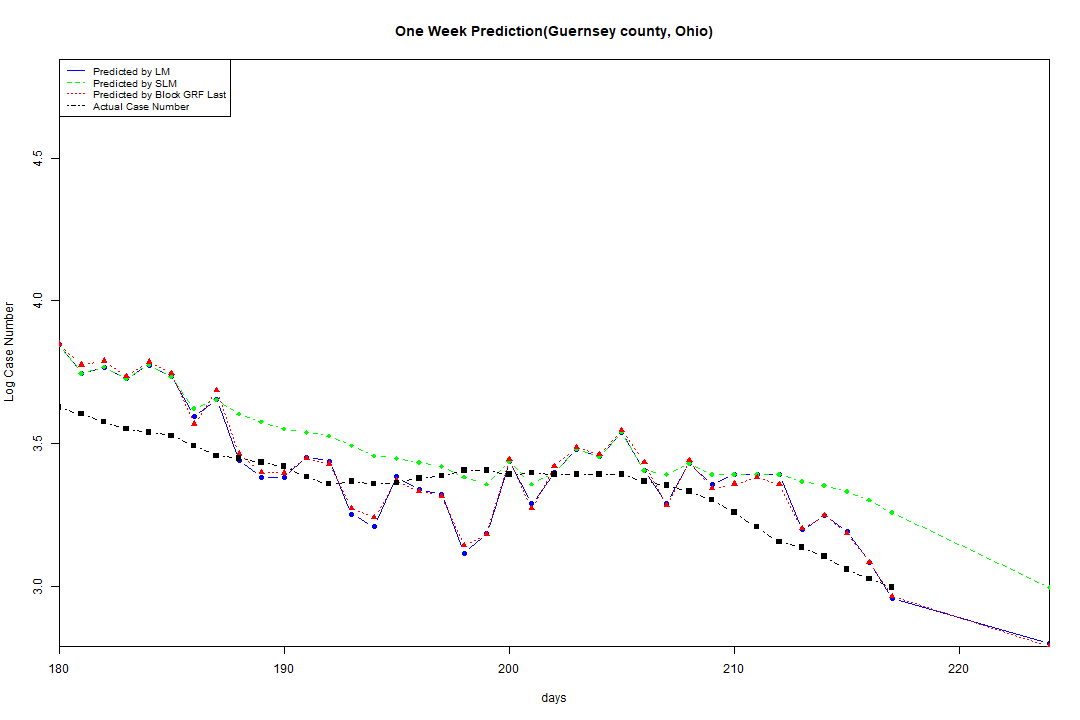 One Week Prediction(Guernsey county, Ohio)
Predicted by LM
Predicted by SLM
Predicted by Block GRF Last
Actual Case Number
4.5
4.0
3.5
3.0
Log Case Number
180 190 200 210 220
days